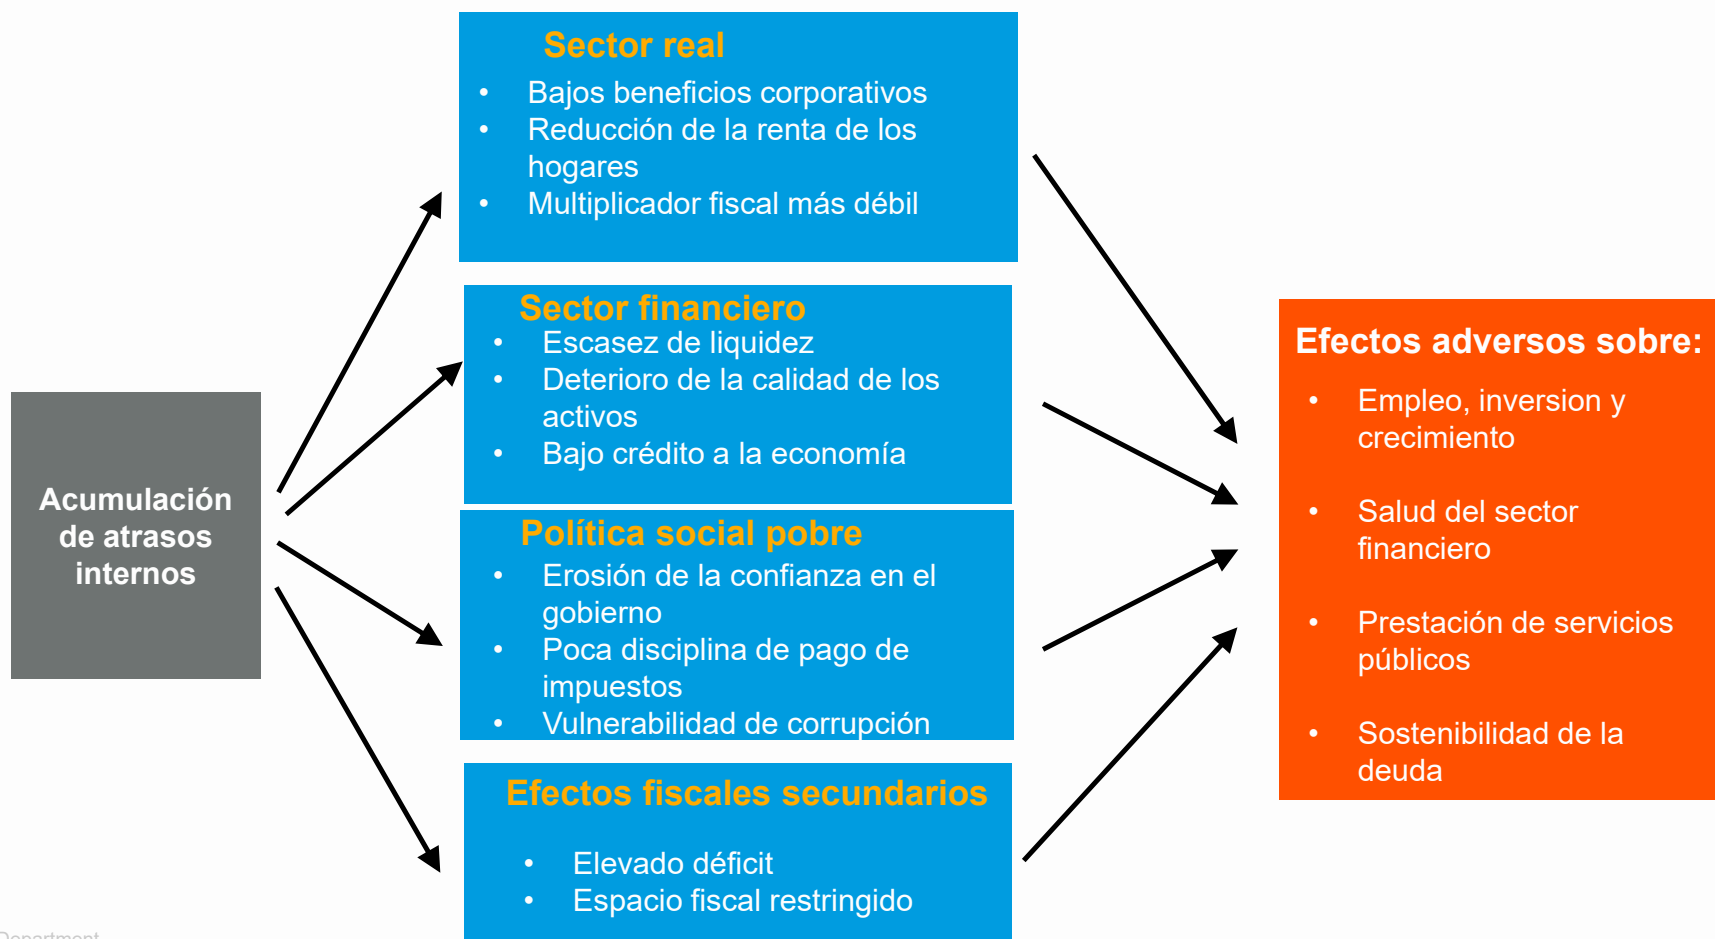 Acumulación
de atrasos
internos
Sector real
• Bajos beneficios corporativos
• Reducción de la renta de los
hogares
• Multiplicador fiscal más débil
Sector financiero
• Escasez de liquidez
• Deterioro de la calidad de los
activos
• Bajo crédito a la economía
Política social pobre
• Erosión de la confianza en el
gobierno
• Poca disciplina de pago de
impuestos
• Vulnerabilidad de corrupción
Efectos fiscales secundarios
• Elevado déficit
• Espacio fiscal restringido
Efectos adversos sobre:
• Empleo, inversion y
crecimiento
• Salud del sector
financiero
• Prestación de servicios
públicos
• Sostenibilidad de la
deuda
Department